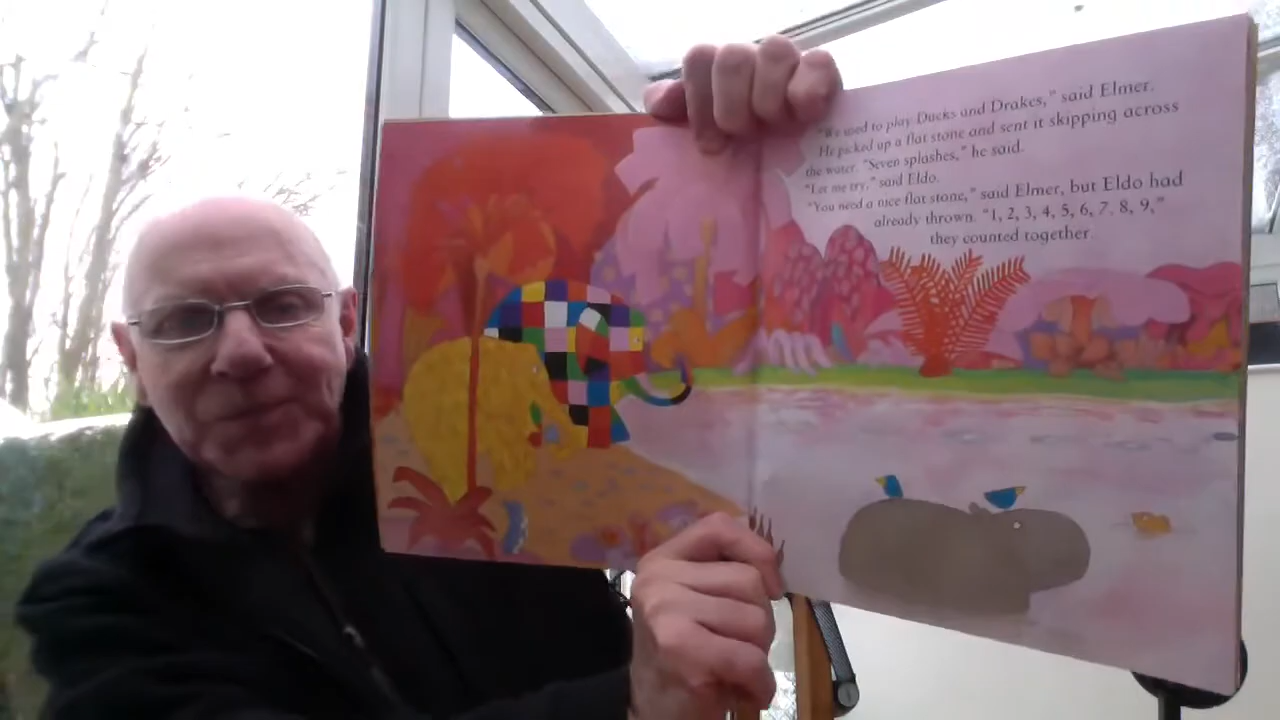 "We used to play Ducks and Drakes," said Elmer.
He picked up a flat stone and sent it skipping across
the water. "Seven splashes," he said.
"Let me try," said Eldo.
"You need a nice flat stone," said Elmer, but Eldo had
already thrown. "1, 2, 3, 4, 5, 6, 7, 8, 9,"
they counted together.